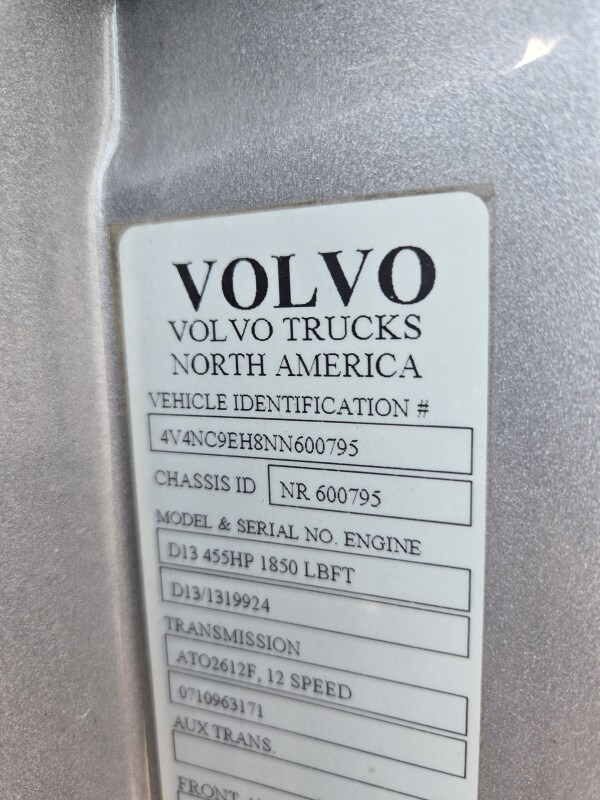 VOLVO
VOLVO TRUCKS
NORTH AMERICA
VEHICLE IDENTIFICATION #
4V4NC9EH8NN600795
CHASSIS ID NR 600795
MODEL & SERIAL NO. ENGINE
D13 455HP 1850 LBFT
D13/1319924
TRANSMISSION
ATO2612F, 12 SPEED
0710963171
AUX TRANS.
FRONT